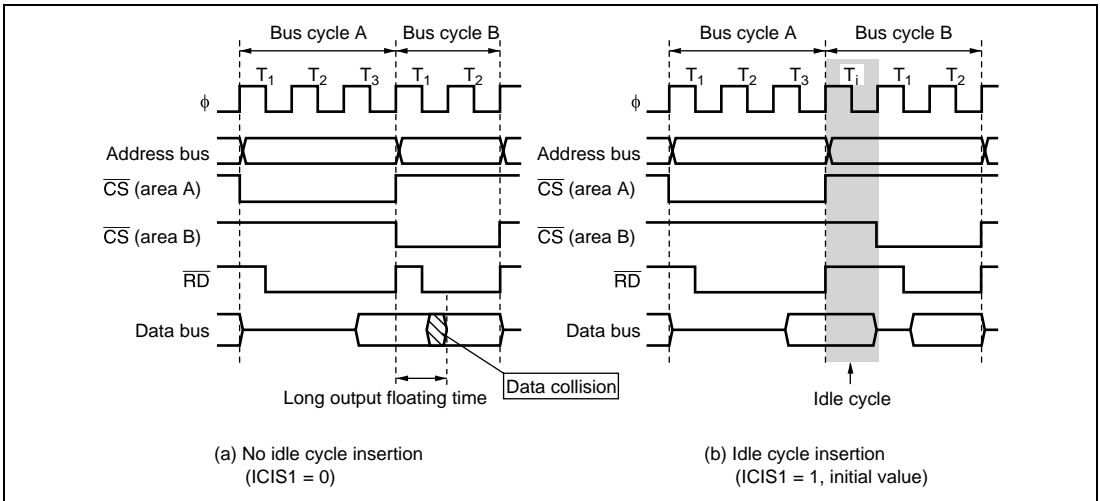 Bus cycle A Bus cycle B
T1 T2 T3 T1 T2
φ
Address bus
CS (area A)
CS (area B)
RD
Data bus
Data collision
Long output floating time
(a) No idle cycle insertion
(ICIS1 = 0)
Bus cycle A Bus cycle B
T1 T2 T3 Ti T1 T2
φ
Address bus
CS (area A)
CS (area B)
RD
Data bus
Idle cycle
(b) Idle cycle insertion
(ICIS1 = 1, initial value)